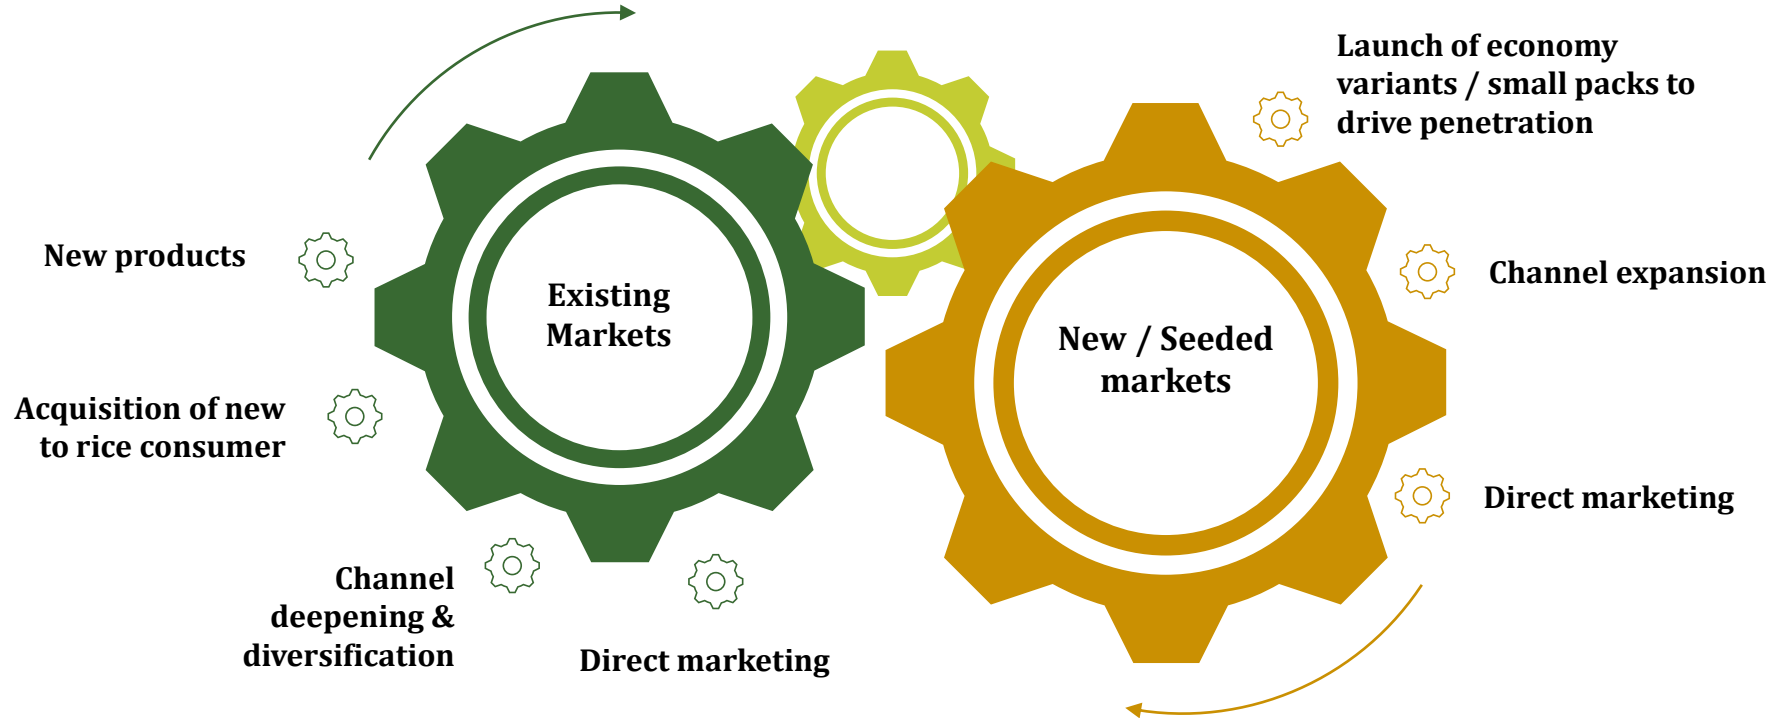 New products
Acquisition of new
to rice consumer
Channel
deepening &
diversification
Direct marketing
Existing
Markets
New / Seeded
markets
Launch of economy
variants / small packs to
drive penetration
Channel expansion
Direct marketing